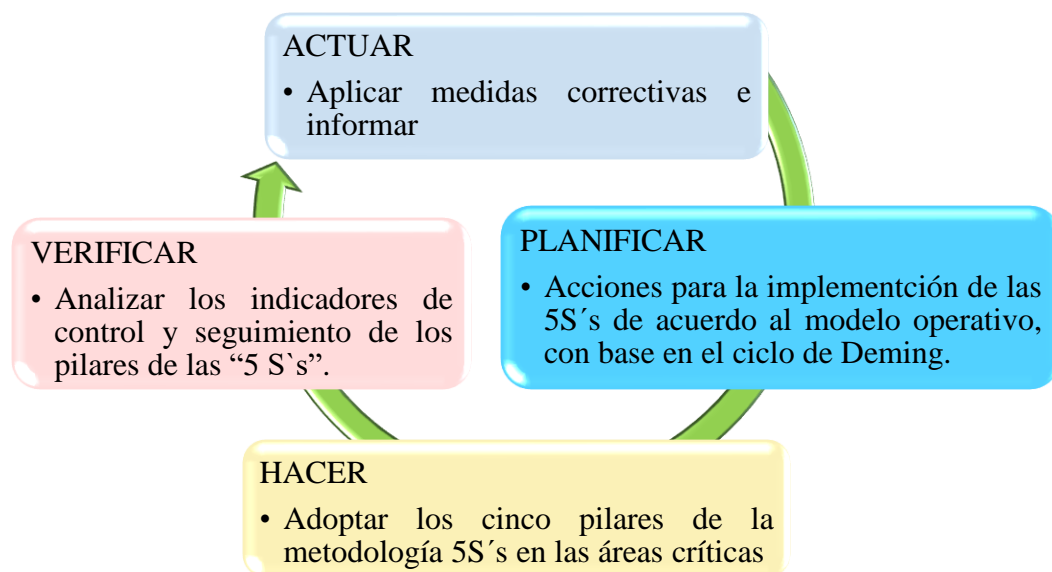 ACTUAR
• Aplicar medidas correctivas e
informar
PLANIFICAR
• Acciones para la implementción de las
5S´s de acuerdo al modelo operativo,
con base en el ciclo de Deming.
HACER
• Adoptar los cinco pilares de la
metodología 5S´s en las áreas críticas
VERIFICAR
• Analizar los indicadores de
control y seguimiento de los
pilares de las “5 S`s”.